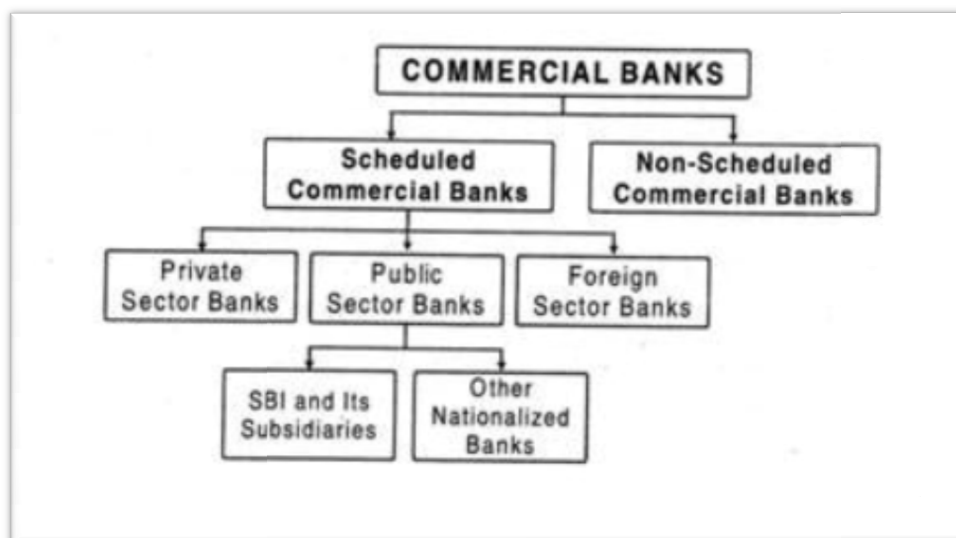 COMMERCIAL BANKS
Scheduled
Commercial Banks
Non-Scheduled
Commercial Banks
Private
Sector Banks
Public
Sector Banks
Foreign
Sector Banks
SBI and Its
Subsidiaries
Other
Nationalized
Banks